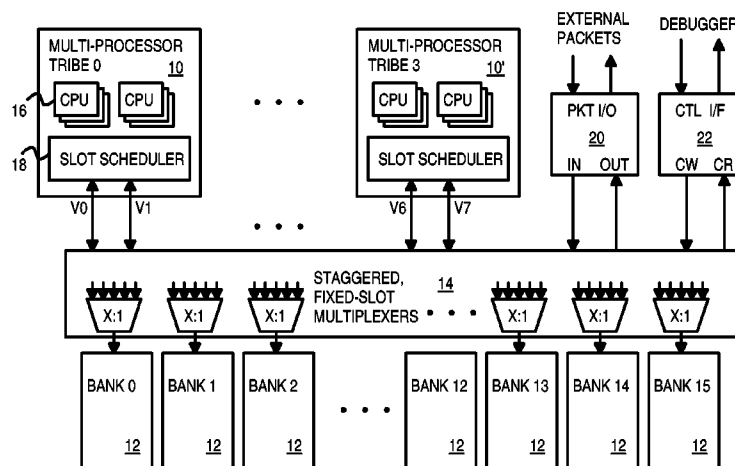 MULTI-PROCESSOR
TRIBE 0 10
CPU CPU
16
SLOT SCHEDULER
18
V0 V1
MULTI-PROCESSOR
TRIBE 3 10'
CPU CPU
SLOT SCHEDULER
V6 V7
EXTERNAL
PACKETS
PKT I/O
20
IN OUT
DEBUGGER
CTL I/F
22
CW CR
STAGGERED,
FIXED-SLOT
MULTIPLEXERS
14
X:1 X:1 X:1 X:1 X:1 X:1
BANK 0 BANK 1 BANK 2 BANK 12 BANK 13 BANK 14 BANK 15
12 12 12 12 12 12 12